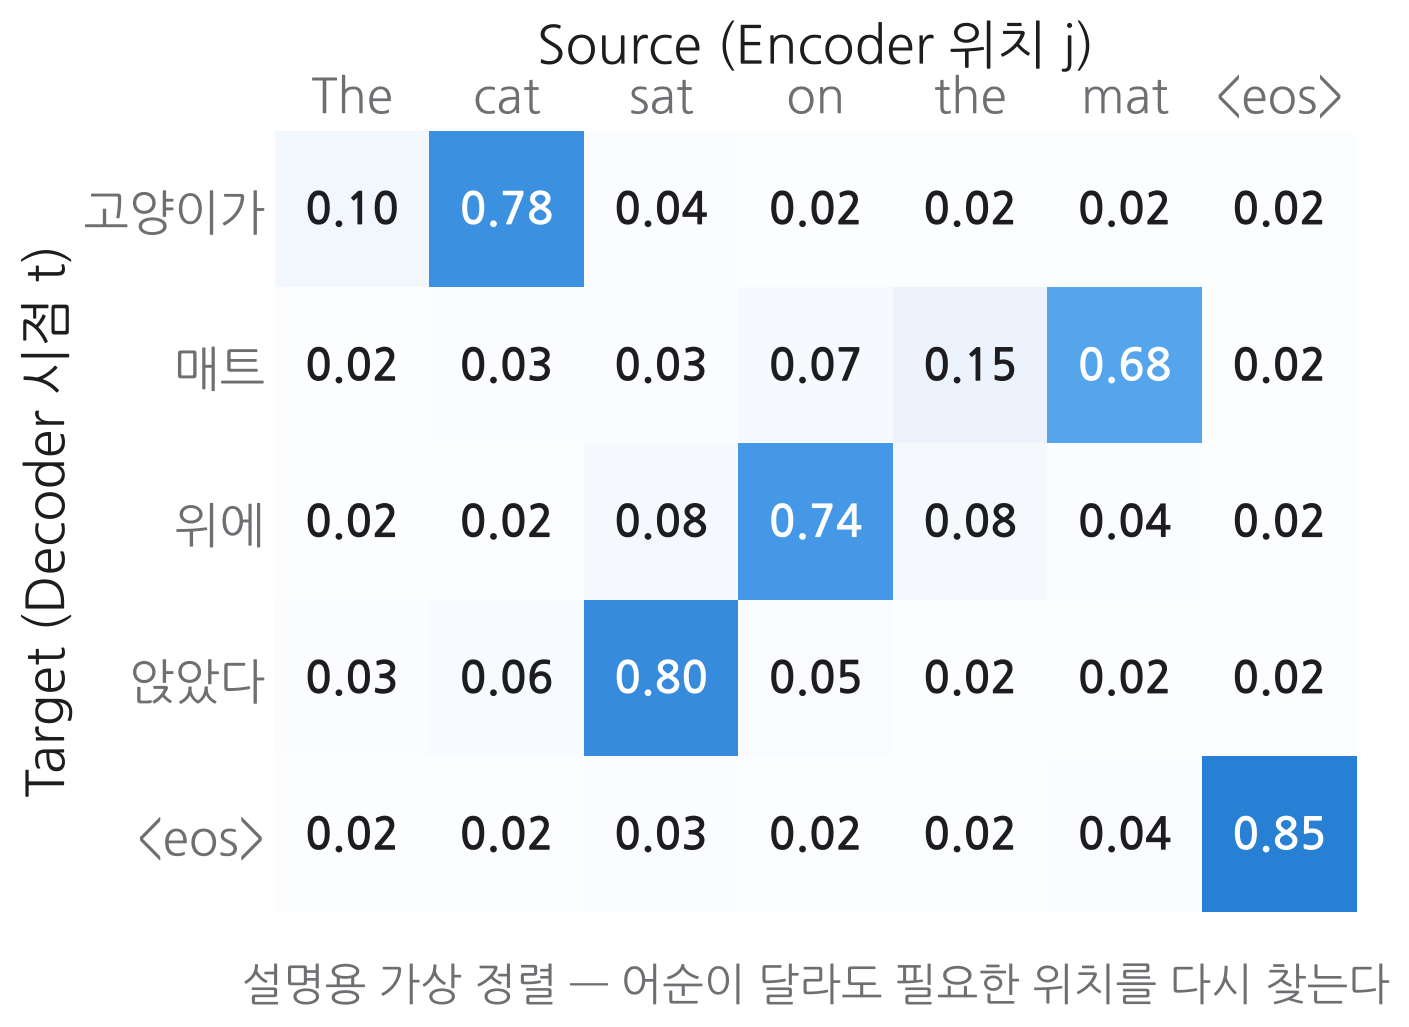 Source (Encoder 위치 j)
The cat sat on the mat <eos>
Target (Decoder 시점 t)
고양이가 0.10 0.78 0.04 0.02 0.02 0.02 0.02
매트 0.02 0.03 0.03 0.07 0.15 0.68 0.02
위에 0.02 0.02 0.08 0.74 0.08 0.04 0.02
앉았다 0.03 0.06 0.80 0.05 0.02 0.02 0.02
<eos> 0.02 0.02 0.03 0.02 0.02 0.04 0.85
설명용 가상 정렬 — 어순이 달라도 필요한 위치를 다시 찾는다